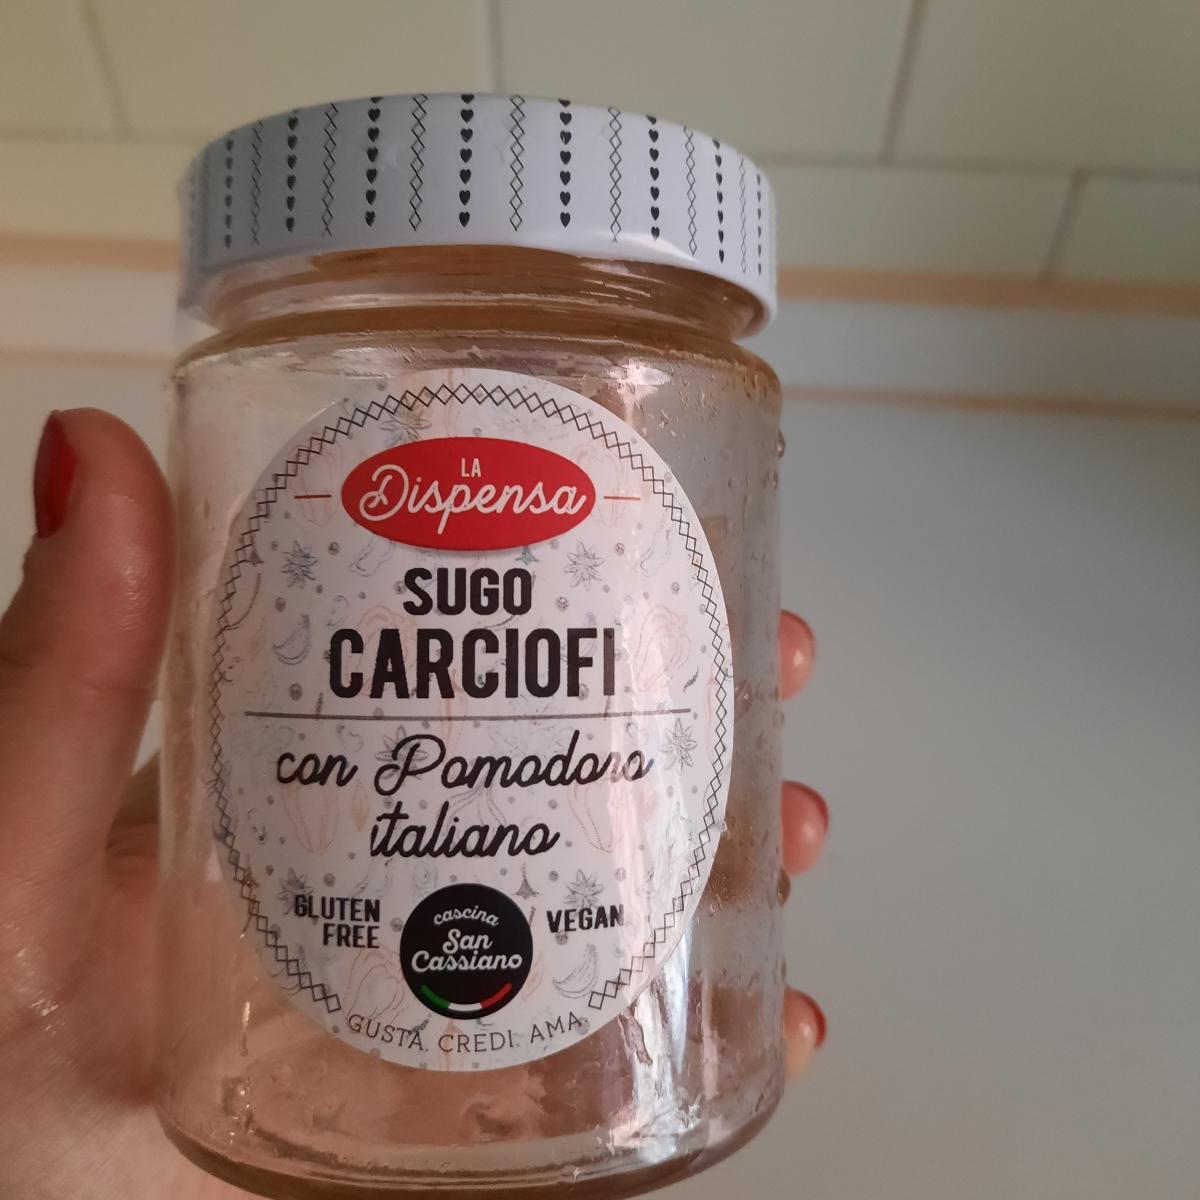 LA
Dispensa
SUGO
CARCIOFI
con Pomodoro
italiano
GLUTEN
FREE
cascina
San
Cassiano
VEGAN
GUSTA. CREDI. AMA.